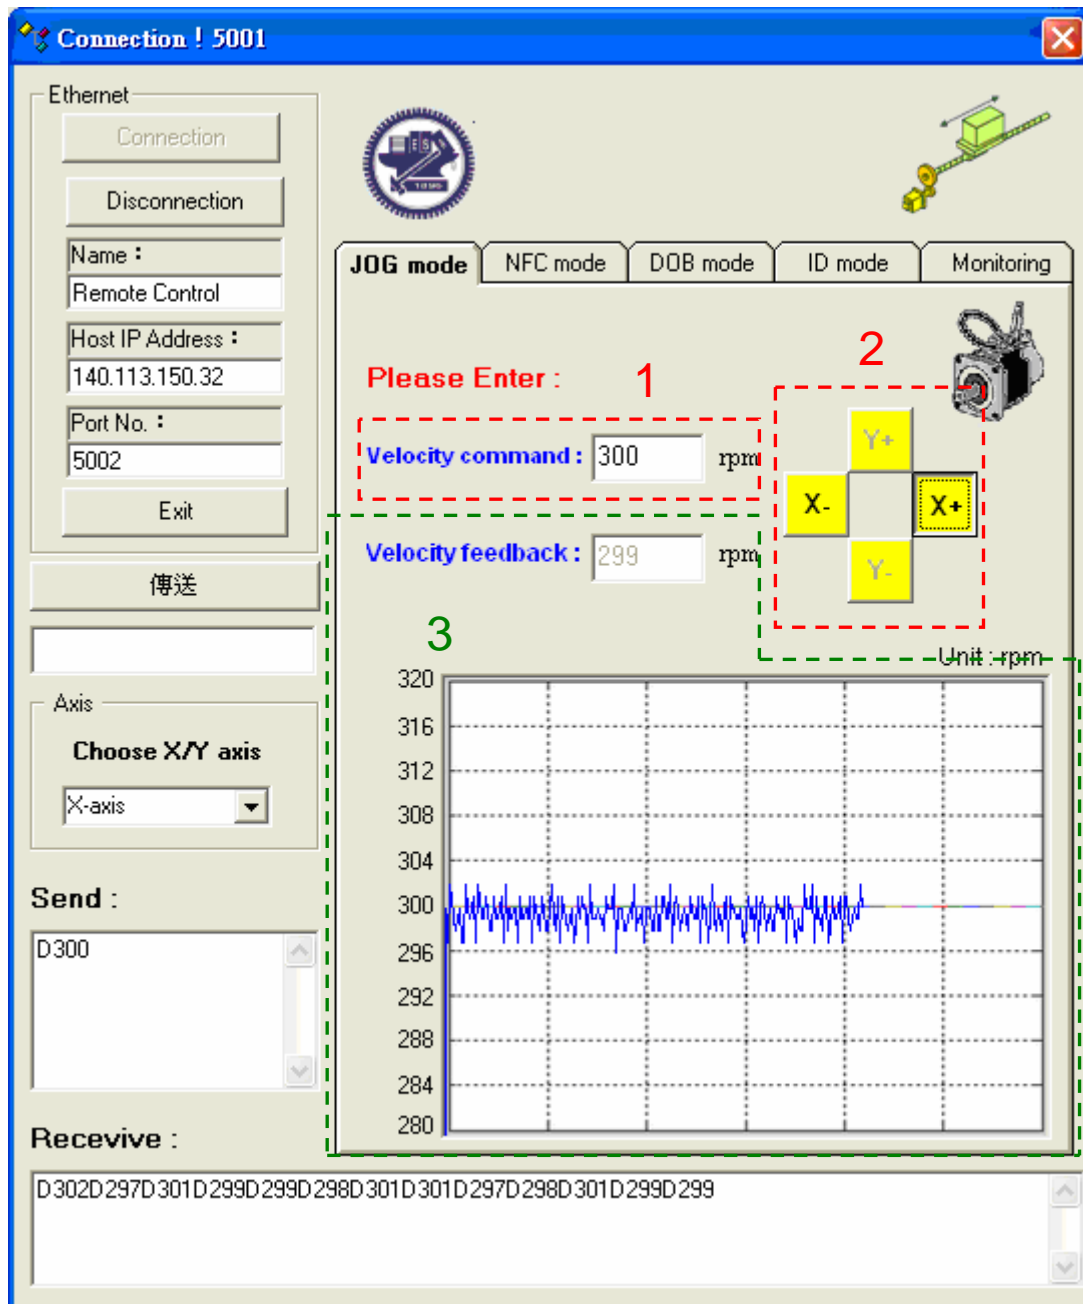 Connection ! 5001
Ethernet
Connection
Disconnection
Name：
Remote Control
Host IP Address：
140.113.150.32
Port No.：
5002
Exit
傳送
Axis
Choose X/Y axis
X-axis
Send :
D300
JOG mode NFC mode DOB mode ID mode Monitoring
Please Enter :
1
2
Velocity command : 300 rpm
Y+
X- X+
Y-
Velocity feedback : 299 rpm
3
Unit : rpm
320
316
312
308
304
300
296
292
288
284
280
Recevive :
D302D297D301D299D299D298D301D301D297D298D301D299D299